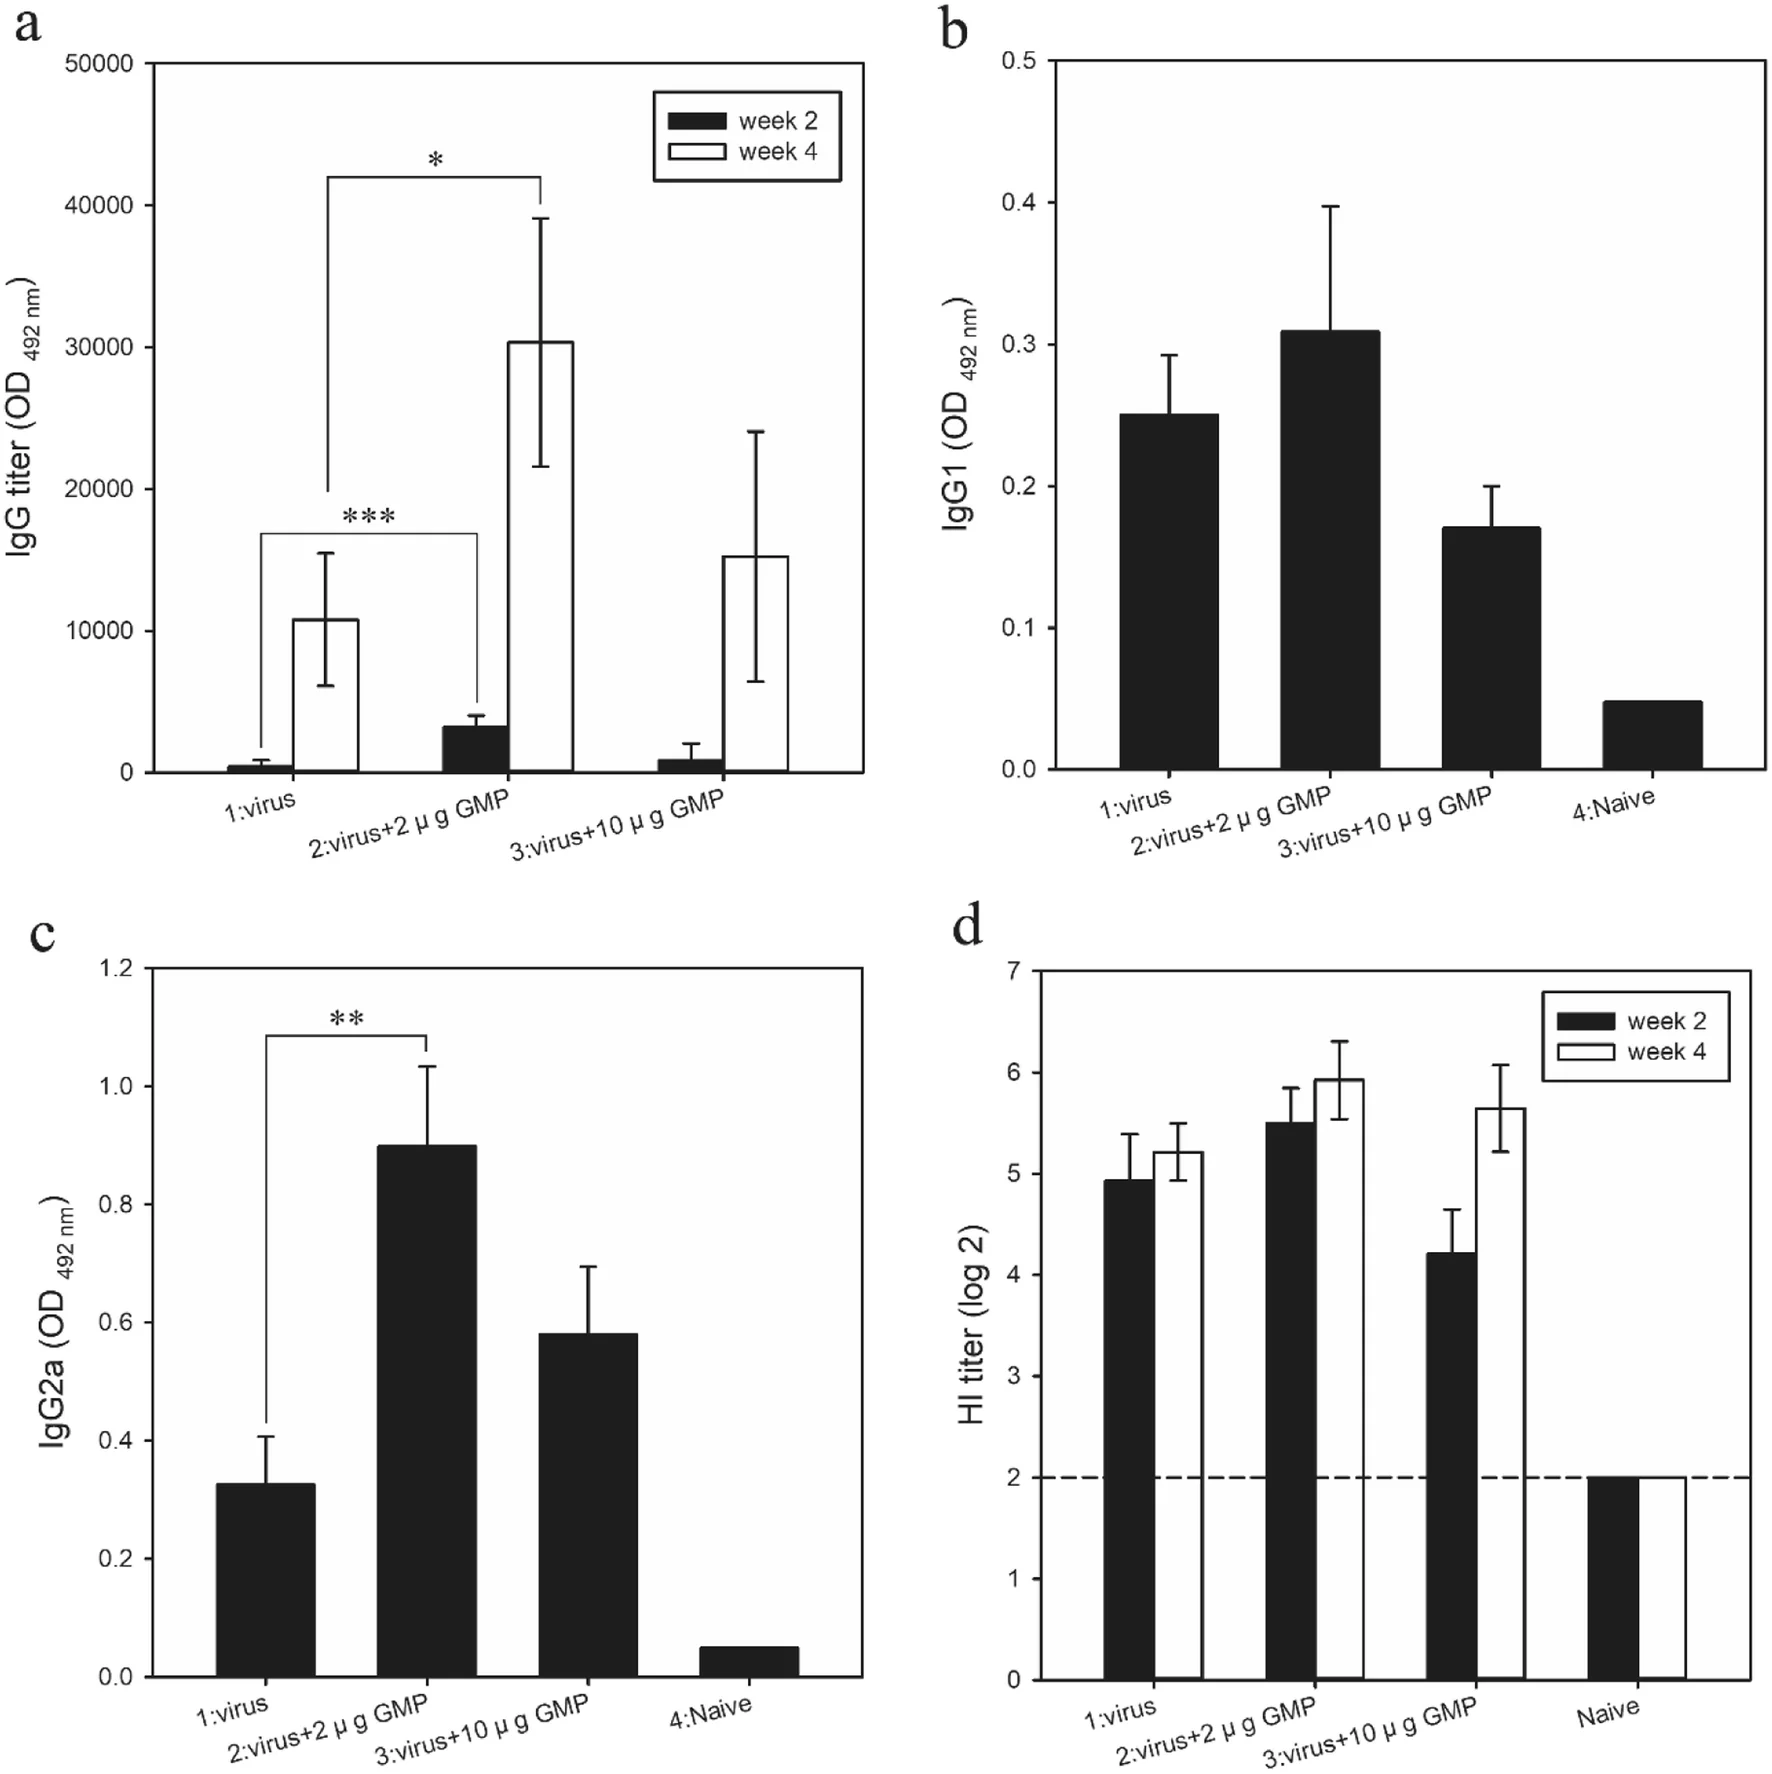 a
50000
40000
30000
20000
10000
0
IgG titer (OD 492 nm)
week 2
week 4
*
***
1:virus
2:virus+2 μ g GMP
3:virus+10 μ g GMP
b
0.5
0.4
0.3
0.2
0.1
0.0
IgG1 (OD 492 nm)
1:virus
2:virus+2 μ g GMP
3:virus+10 μ g GMP
4:Naive
c
1.2
1.0
0.8
0.6
0.4
0.2
0.0
IgG2a (OD 492 nm)
**
1:virus
2:virus+2 μ g GMP
3:virus+10 μ g GMP
4:Naive
d
7
6
5
4
3
2
1
0
HI titer (log 2)
week 2
week 4
1:virus
2:virus+2 μ g GMP
3:virus+10 μ g GMP
Naive